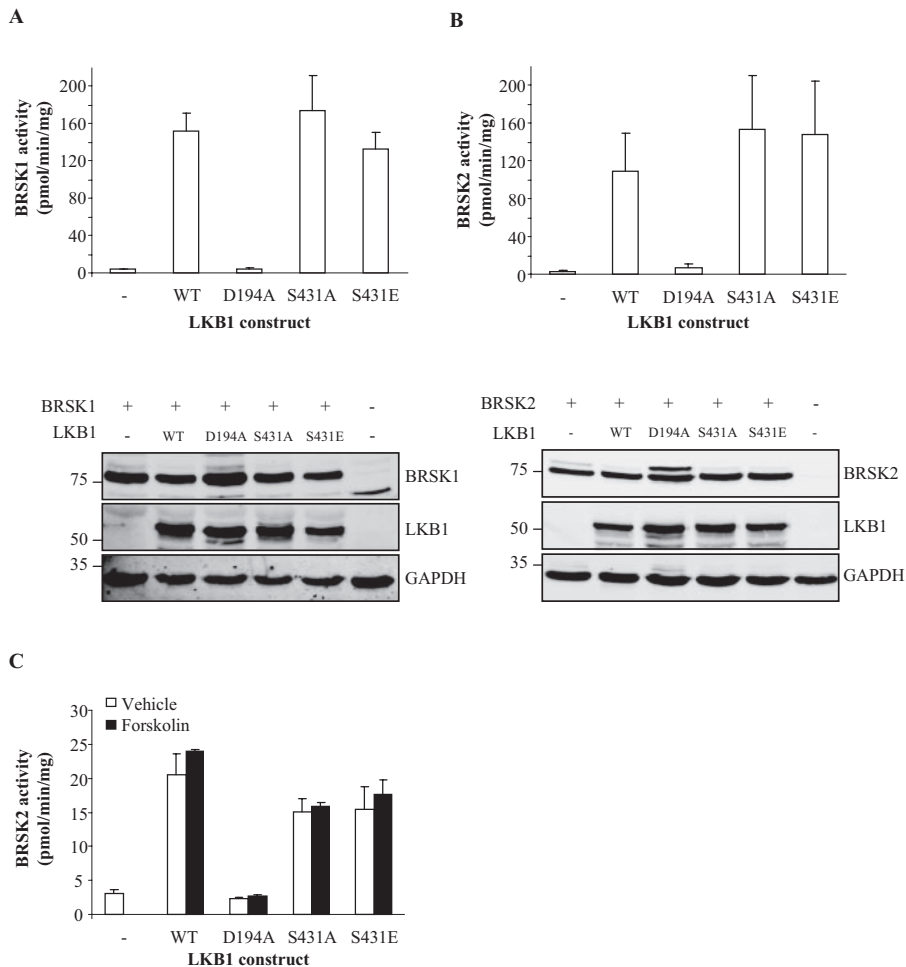 A
BRSK1 activity
(pmol/min/mg)
200
160
120
80
40
0
- WT D194A S431A S431E
LKB1 construct
BRSK1 + + + + + -
LKB1 - WT D194A S431A S431E -
75
BRSK1
50
LKB1
35
GAPDH
B
BRSK2 activity
(pmol/min/mg)
200
160
120
80
40
0
- WT D194A S431A S431E
LKB1 construct
BRSK2 + + + + + -
LKB1 - WT D194A S431A S431E -
75
BRSK2
50
LKB1
35
GAPDH
C
Vehicle
Forskolin
BRSK2 activity
(pmol/min/mg)
30
25
20
15
10
5
0
- WT D194A S431A S431E
LKB1 construct